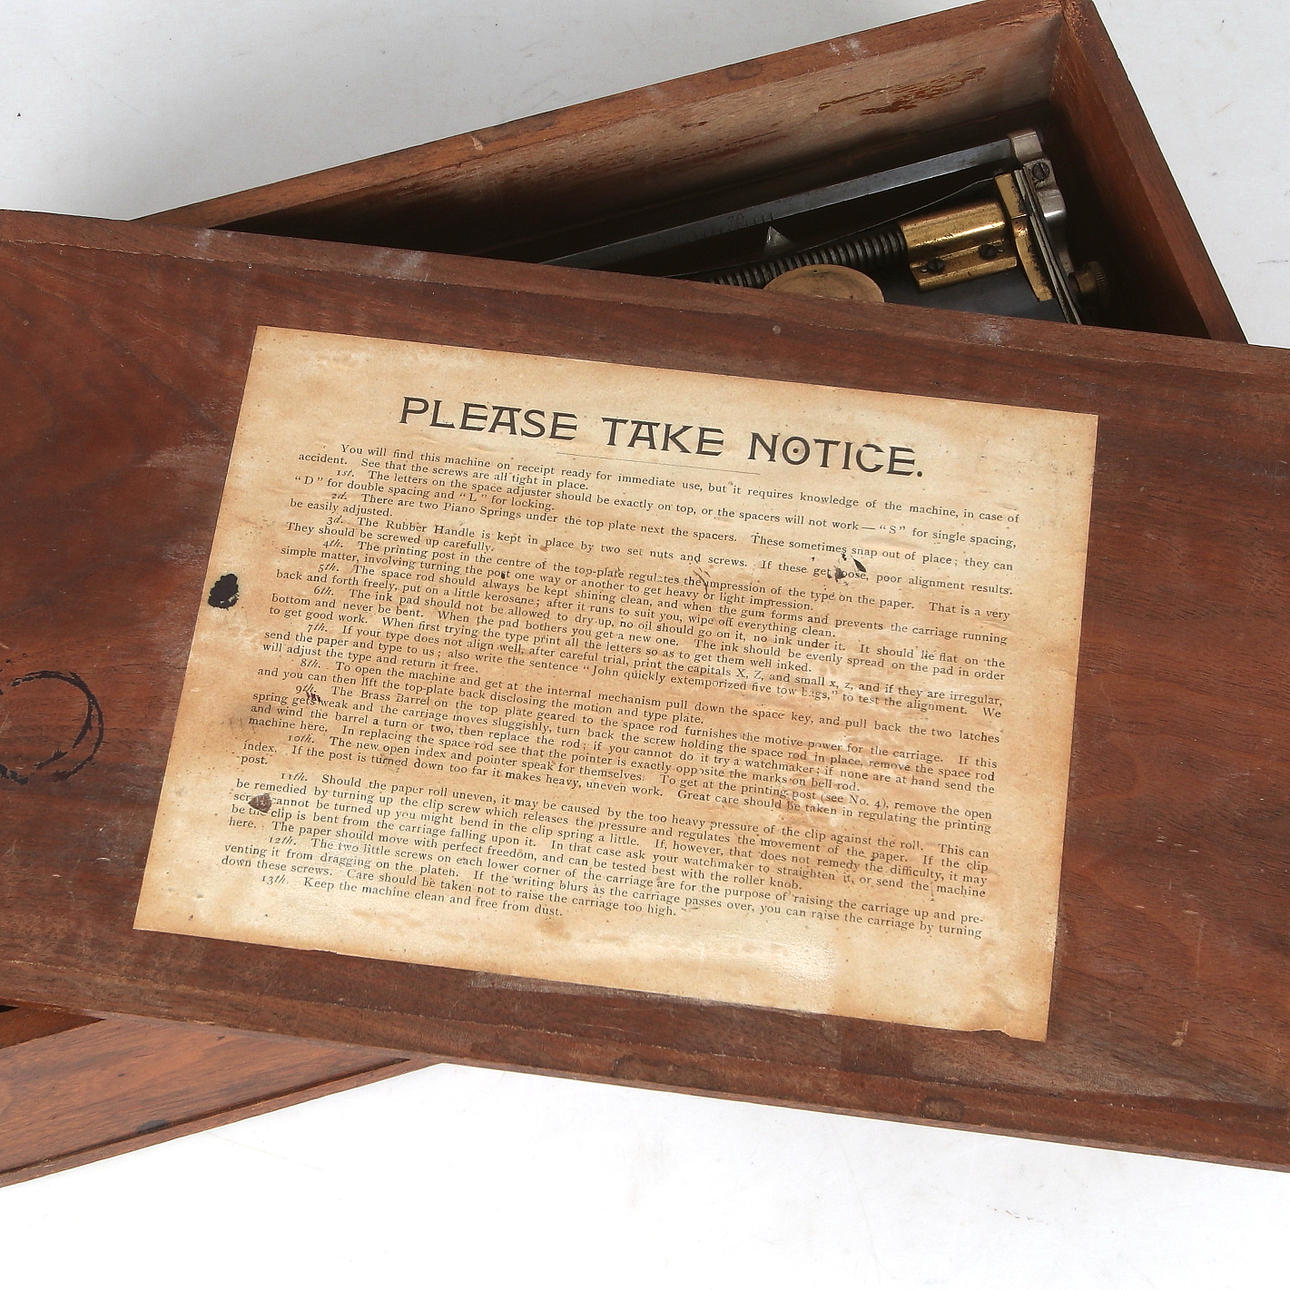 PLEASE TAKE NOTICE.
You will find this machine on receipt ready for immediate use, but it requires knowledge of the machine, in case of
accident. See that the screws are all tight in place.
1st. The letters on the space adjuster should be exactly on top, or the spacers will not work — "S" for single spacing,
"D" for double spacing and "L" for locking.
2d. There are two Piano Springs under the top plate next the spacers. These sometimes snap out of place; they can
be easily adjusted.
3d. The Rubber Handle is kept in place by two set nuts and screws. If these get loose, poor alignment results.
They should be screwed up carefully.
4th. The printing post in the centre of the top-plate regulates the impression of the type on the paper. That is a very
simple matter, involving turning the post one way or another to get heavy or light impression.
5th. The space rod should always be kept shining clean, and when the gum forms and prevents the carriage running
back and forth freely, put on a little kerosene; after it runs to suit you, wipe off everything clean.
6th. The ink pad should not be allowed to dry up, no oil should go on it, no ink under it. It should lie flat on the
bottom and never be bent. When the pad bothers you get a new one. The ink should be evenly spread on the pad in order
to get good work. When first trying the type print all the letters so as to get them well inked.
7th. If your type does not align well, after careful trial, print the capitals X, Z, and small x, z, and if they are irregular,
send the paper and type to us; also write the sentence "John quickly extemporized five tow bags," to test the alignment. We
will adjust the type and return it free.
8th. To open the machine and get at the internal mechanism pull down the space key, and pull back the two latches
and you can then lift the top-plate back disclosing the motion and type plate.
9th. The Brass Barrel on the top plate geared to the space rod furnishes the motive power for the carriage. If this
spring gets weak and the carriage moves sluggishly, turn back the screw holding the space rod in place, remove the space rod
and wind the barrel a turn or two, then replace the rod; if you cannot do it try a watchmaker; if none are at hand send the
machine here. In replacing the space rod see that the pointer is exactly opposite the marks on bell rod.
10th. The new open index and pointer speak for themselves. To get at the printing post (see No. 4), remove the open
index. If the post is turned down too far it makes heavy, uneven work. Great care should be taken in regulating the printing
post.
11th. Should the paper roll uneven, it may be caused by the too heavy pressure of the clip against the roll. This can
be remedied by turning up the clip screw which releases the pressure and regulates the movement of the paper. If the clip
screw cannot be turned up you might bend in the clip spring a little. If, however, that does not remedy the difficulty, it may
be the clip is bent from the carriage falling upon it. In that case ask your watchmaker to straighten it, or send the machine
here. The paper should move with perfect freedom, and can be tested best with the roller knob.
12th. The two little screws on each lower corner of the carriage are for the purpose of raising the carriage up and pre-
venting it from dragging on the plateh. If the writing blurs as the carriage passes over, you can raise the carriage by turning
down these screws. Care should be taken not to raise the carriage too high.
13th. Keep the machine clean and free from dust.